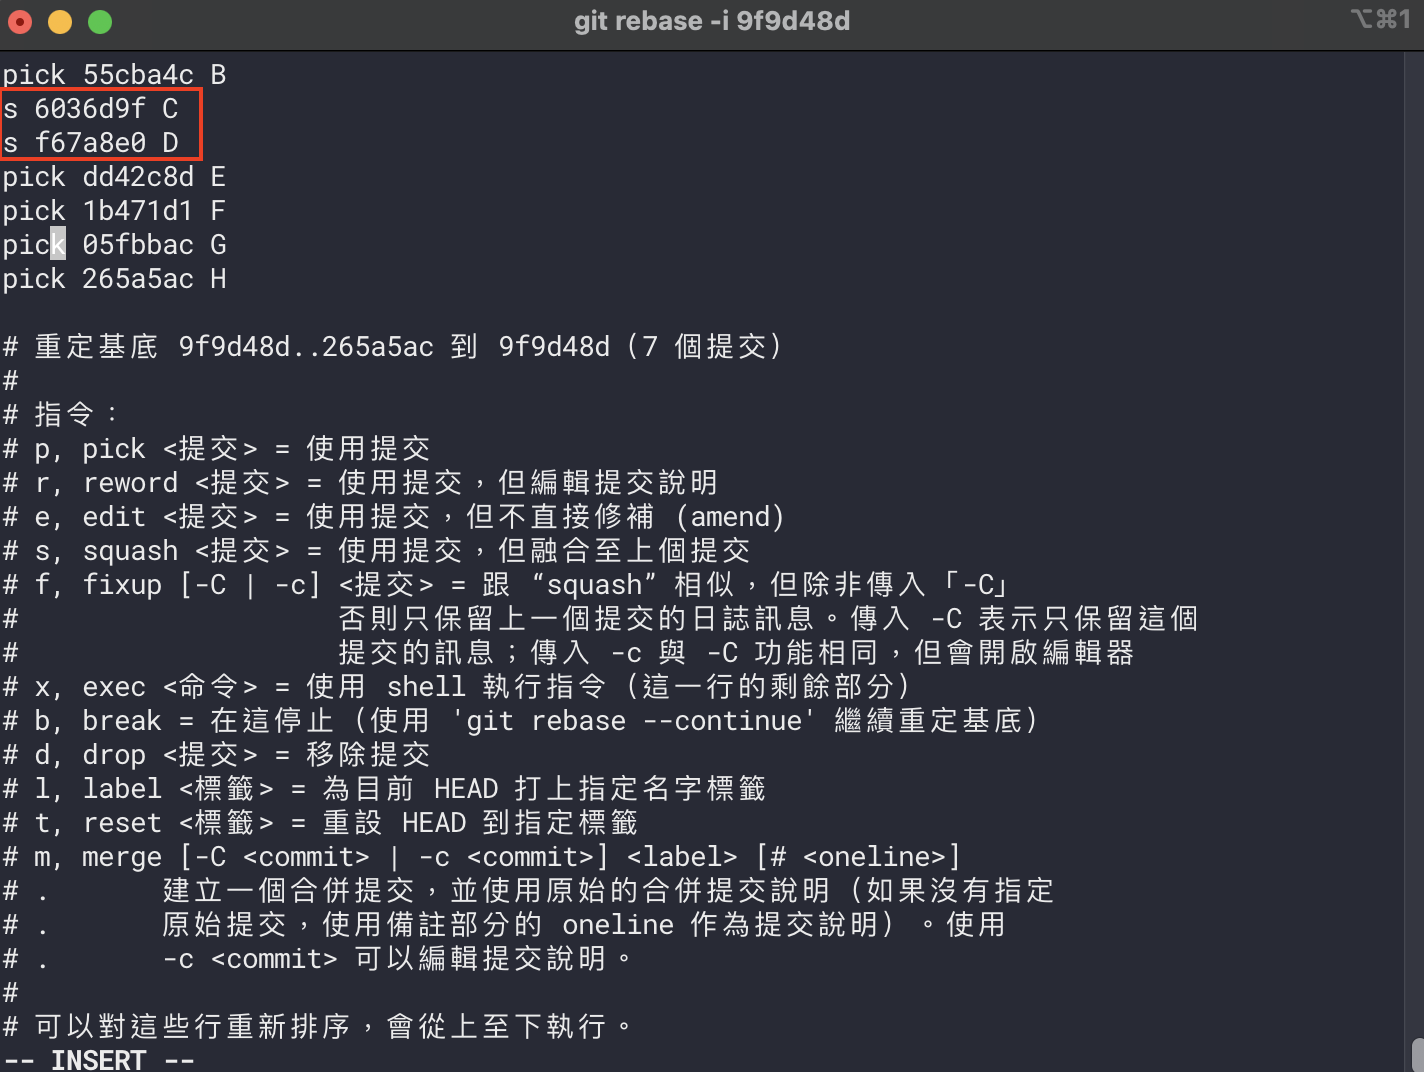 git rebase -i 9f9d48d
⌥⌘1
pick 55cba4c B
s 6036d9f C
s f67a8e0 D
pick dd42c8d E
pick 1b471d1 F
pick 05fbbac G
pick 265a5ac H
# 重定基底 9f9d48d..265a5ac 到 9f9d48d（7 個提交）
#
# 指令：
# p, pick <提交> = 使用提交
# r, reword <提交> = 使用提交，但編輯提交說明
# e, edit <提交> = 使用提交，但不直接修補 (amend)
# s, squash <提交> = 使用提交，但融合至上個提交
# f, fixup [-C | -c] <提交> = 跟 “squash” 相似，但除非傳入「-C」
# 否則只保留上一個提交的日誌訊息。傳入 -C 表示只保留這個
# 提交的訊息；傳入 -c 與 -C 功能相同，但會開啟編輯器
# x, exec <命令> = 使用 shell 執行指令（這一行的剩餘部分）
# b, break = 在這停止（使用 'git rebase --continue' 繼續重定基底）
# d, drop <提交> = 移除提交
# l, label <標籤> = 為目前 HEAD 打上指定名字標籤
# t, reset <標籤> = 重設 HEAD 到指定標籤
# m, merge [-C <commit> | -c <commit>] <label> [# <oneline>]
# . 建立一個合併提交，並使用原始的合併提交說明（如果沒有指定
# . 原始提交，使用備註部分的 oneline 作為提交說明）。使用
# . -c <commit> 可以編輯提交說明。
#
# 可以對這些行重新排序，會從上至下執行。
-- INSERT --